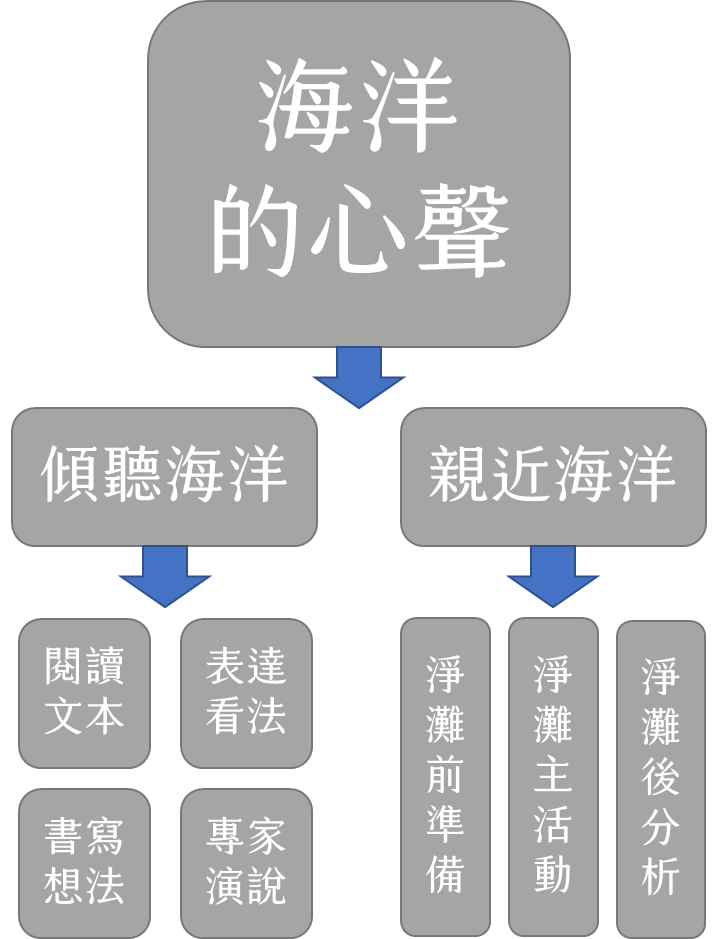 海洋
的心聲
傾聽海洋
親近海洋
閱讀
文本
表達
看法
書寫
想法
專家
演說
淨灘前準備
淨灘主活動
淨灘後分析